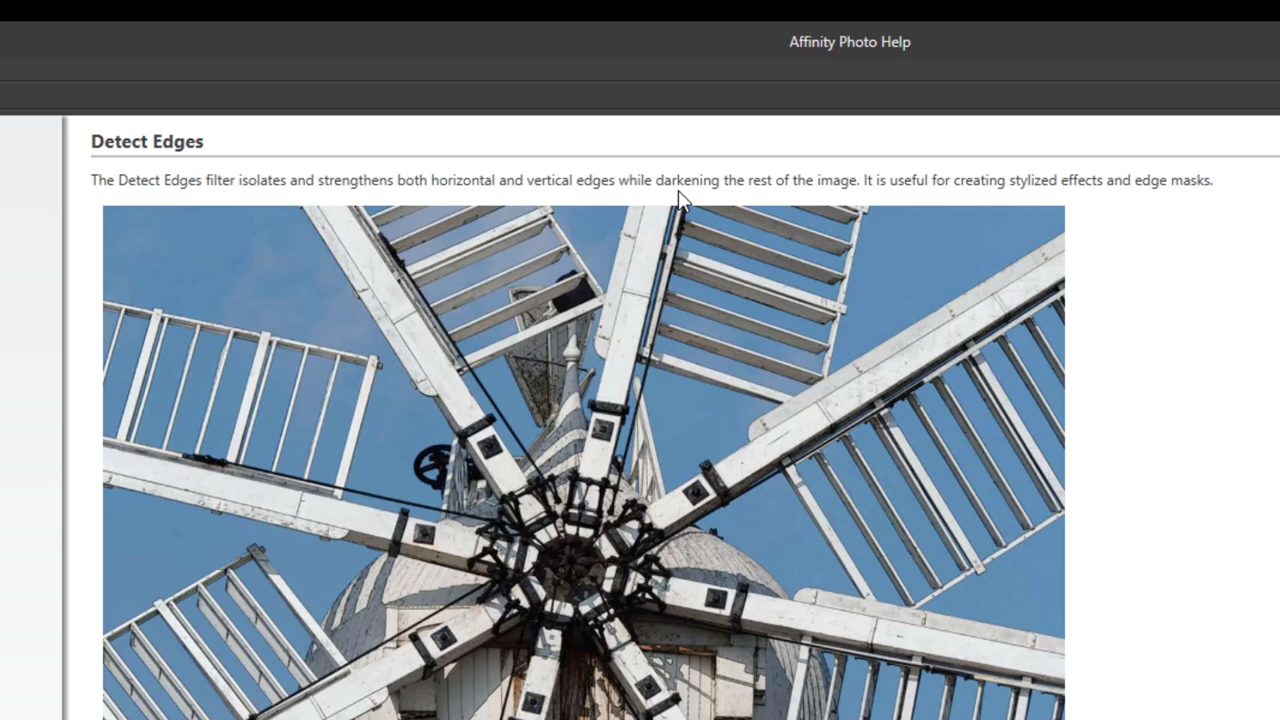 Affinity Photo Help
Detect Edges
The Detect Edges filter isolates and strengthens both horizontal and vertical edges while darkening the rest of the image. It is useful for creating stylized effects and edge masks.